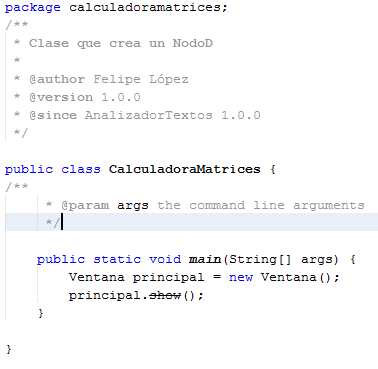 package calculadoramatrices;
/**
 * Clase que crea un NodoD
 *
 * @author Felipe López
 * @version 1.0.0
 * @since AnalizadorTextos 1.0.0
 */
public class CalculadoraMatrices {
/**
     * @param args the command line arguments
     */
    public static void main(String[] args) {
        Ventana principal = new Ventana();
        principal.show();
    }
}